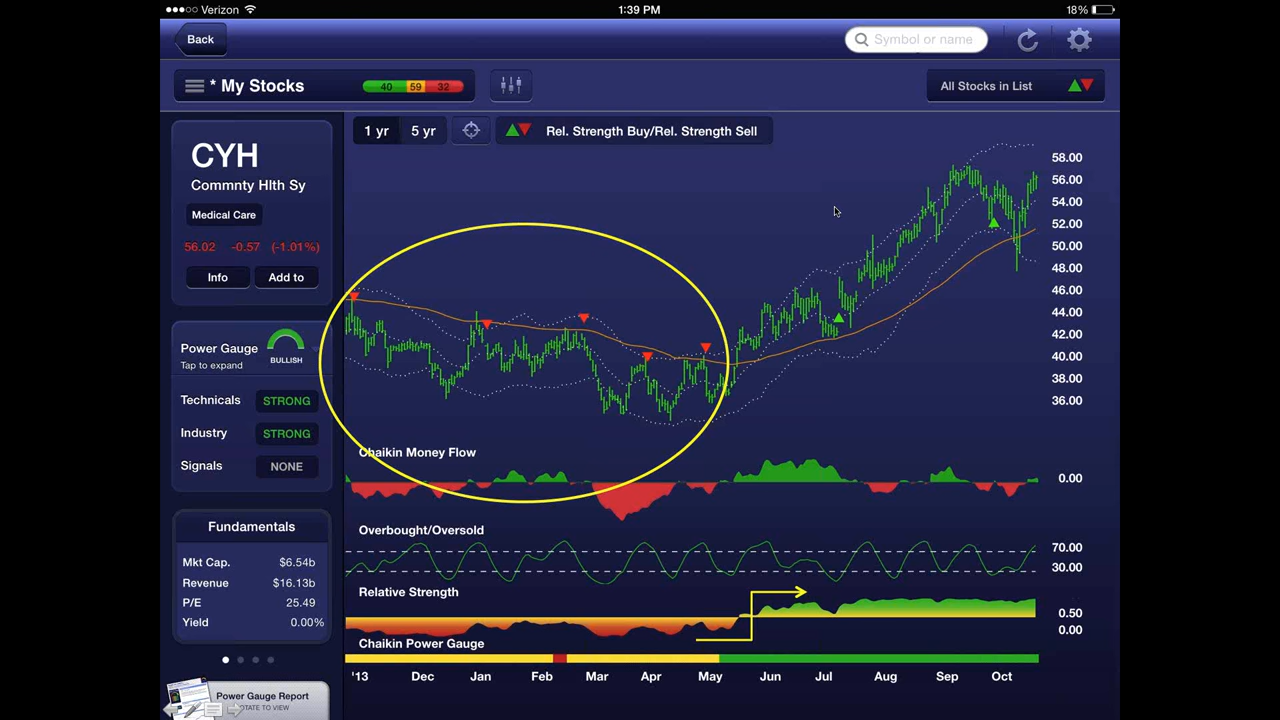 Verizon 1:39 PM 18%
Back Symbol or name
* My Stocks 40 59 32 All Stocks in List
1 yr 5 yr Rel. Strength Buy/Rel. Strength Sell
CYH
Commnty Hlth Sy
Medical Care
56.02 -0.57 (-1.01%)
Info Add to
Power Gauge
Tap to expand
BULLISH
Technicals STRONG
Industry STRONG
Signals NONE
Fundamentals
Mkt Cap. $6.54b
Revenue $16.13b
P/E 25.49
Yield 0.00%
Power Gauge Report
58.00
56.00
54.00
52.00
50.00
48.00
46.00
44.00
42.00
40.00
38.00
36.00
Chaikin Money Flow
0.00
Overbought/Oversold
70.00
30.00
Relative Strength
0.50
0.00
Chaikin Power Gauge
'13 Dec Jan Feb Mar Apr May Jun Jul Aug Sep Oct